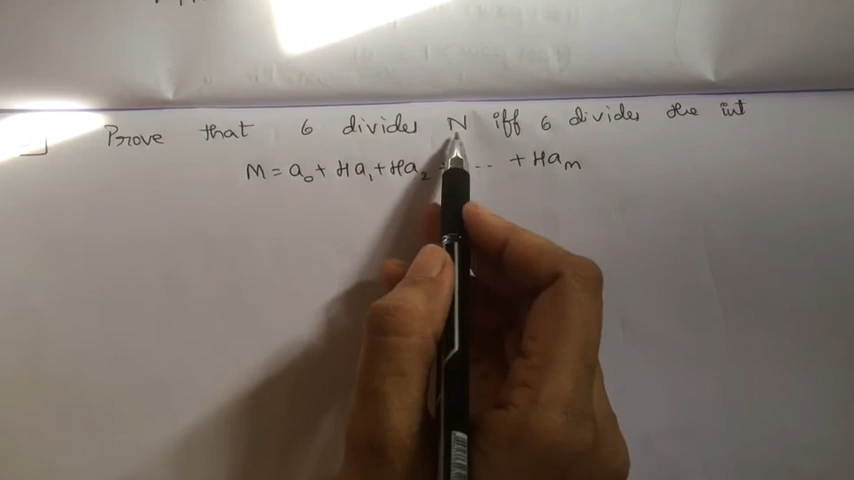 Prove that 6 divides N iff 6 divides the int
M = a₀ + 4a₁ + 4a₂ + ... + 4aₘ